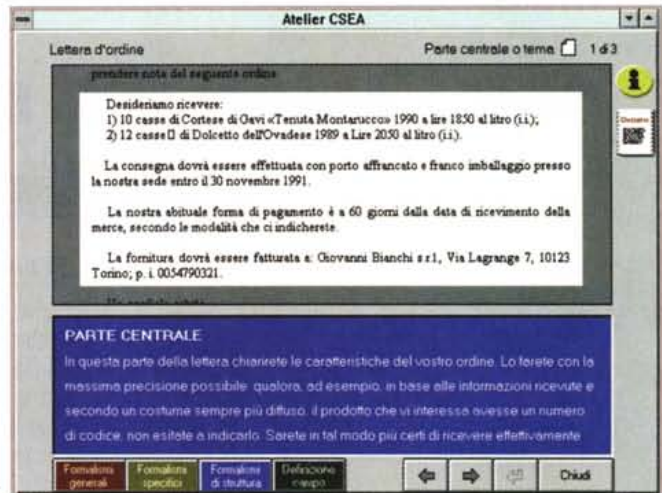 Atelier CSEA
Lettera d'ordine
Parte centrale o tema 1 di 3
prendere nota del seguente ordine
Desideriamo ricevere:
1) 10 casse di Cortese di Gavi «Tenuta Montarucco» 1990 a lire 1850 al litro (i.i.);
2) 12 casse di Dolcetto dell'Ovadese 1989 a Lire 2050 al litro (i.i.).
La consegna dovrà essere effettuata con porto affrancato e franco imballaggio presso
la nostra sede entro il 30 novembre 1991.
La nostra abituale forma di pagamento è a 60 giorni dalla data di ricevimento della
merce, secondo le modalità che ci indicherete.
La fornitura dovrà essere fatturata a: Giovanni Bianchi s.r.l, Via Lagrange 7, 10123
Torino; p. i. 0054790321.
PARTE CENTRALE
In questa parte della lettera chiarirete le caratteristiche del vostro ordine. Lo farete con la
massima precisione possibile: qualora, ad esempio, in base alle informazioni ricevute e
secondo un costume sempre più diffuso, il prodotto che vi interessa avesse un numero
di codice, non esitate a indicarlo. Sarete in tal modo più certi di ricevere effettivamente
Formalismi generali
Formalismi specifici
Formalismi di struttura
Definizione campo
Chiudi